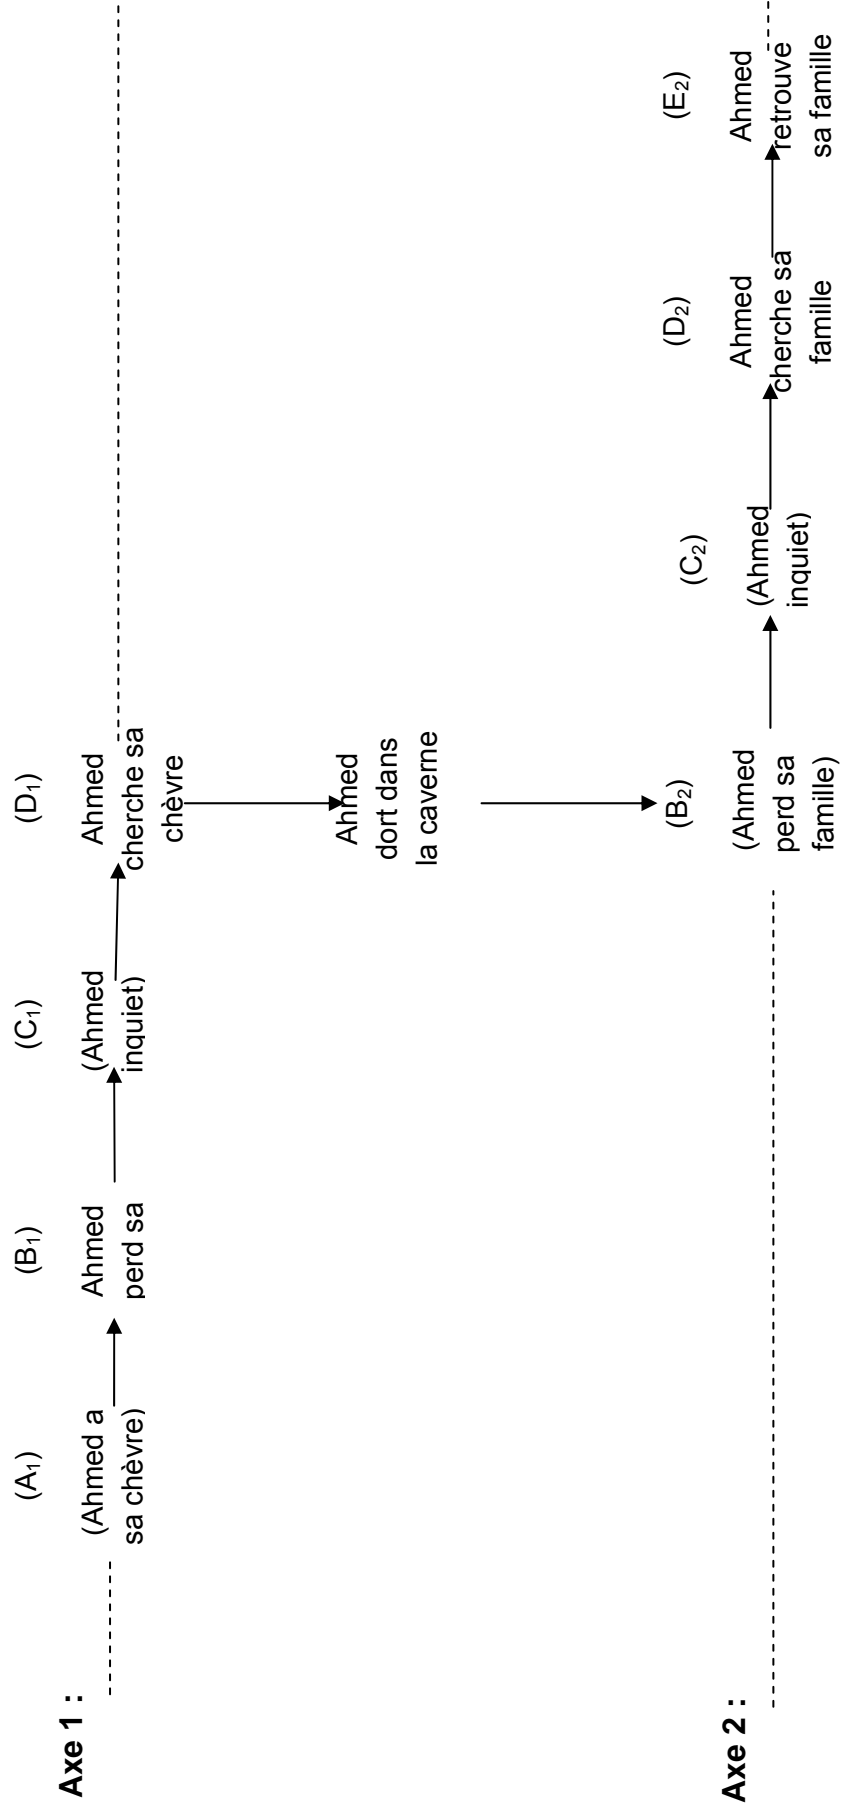 Axe 1 :
(A₁)
(Ahmed a
sa chèvre)
(B₁)
Ahmed
perd sa
(C₁)
(Ahmed
inquiet)
(D₁)
Ahmed
cherche sa
chèvre
Ahmed
dort dans
la caverne
Axe 2 :
(B₂)
(Ahmed
perd sa
famille)
(C₂)
(Ahmed
inquiet)
(D₂)
Ahmed
cherche sa
famille
(E₂)
Ahmed
retrouve
sa famille